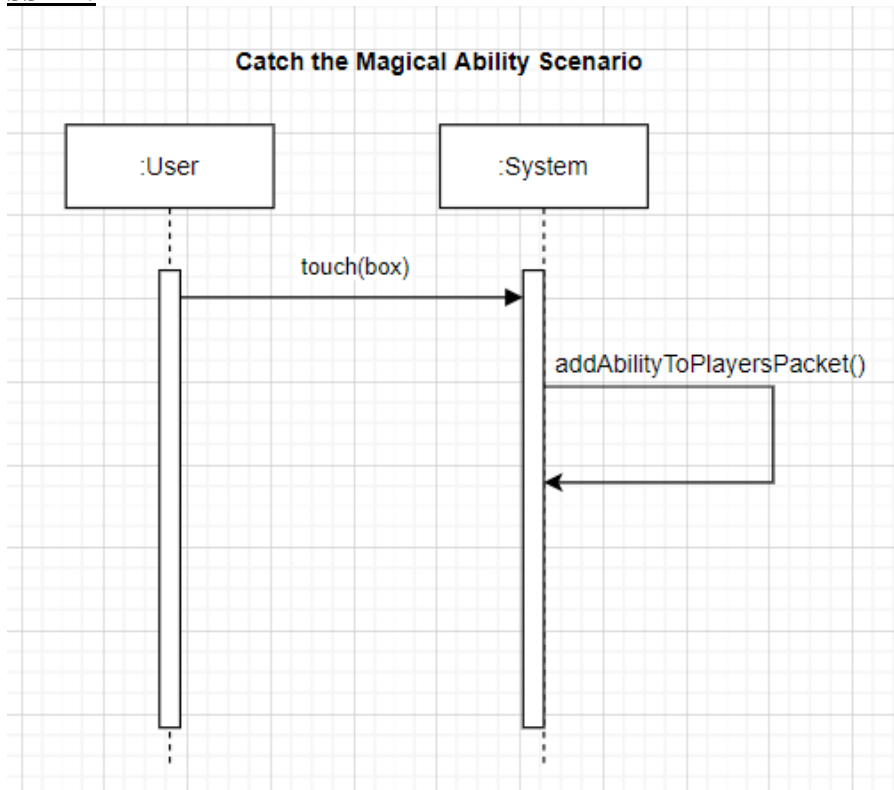 Catch the Magical Ability Scenario
:User
:System
touch(box)
addAbilityToPlayersPacket()